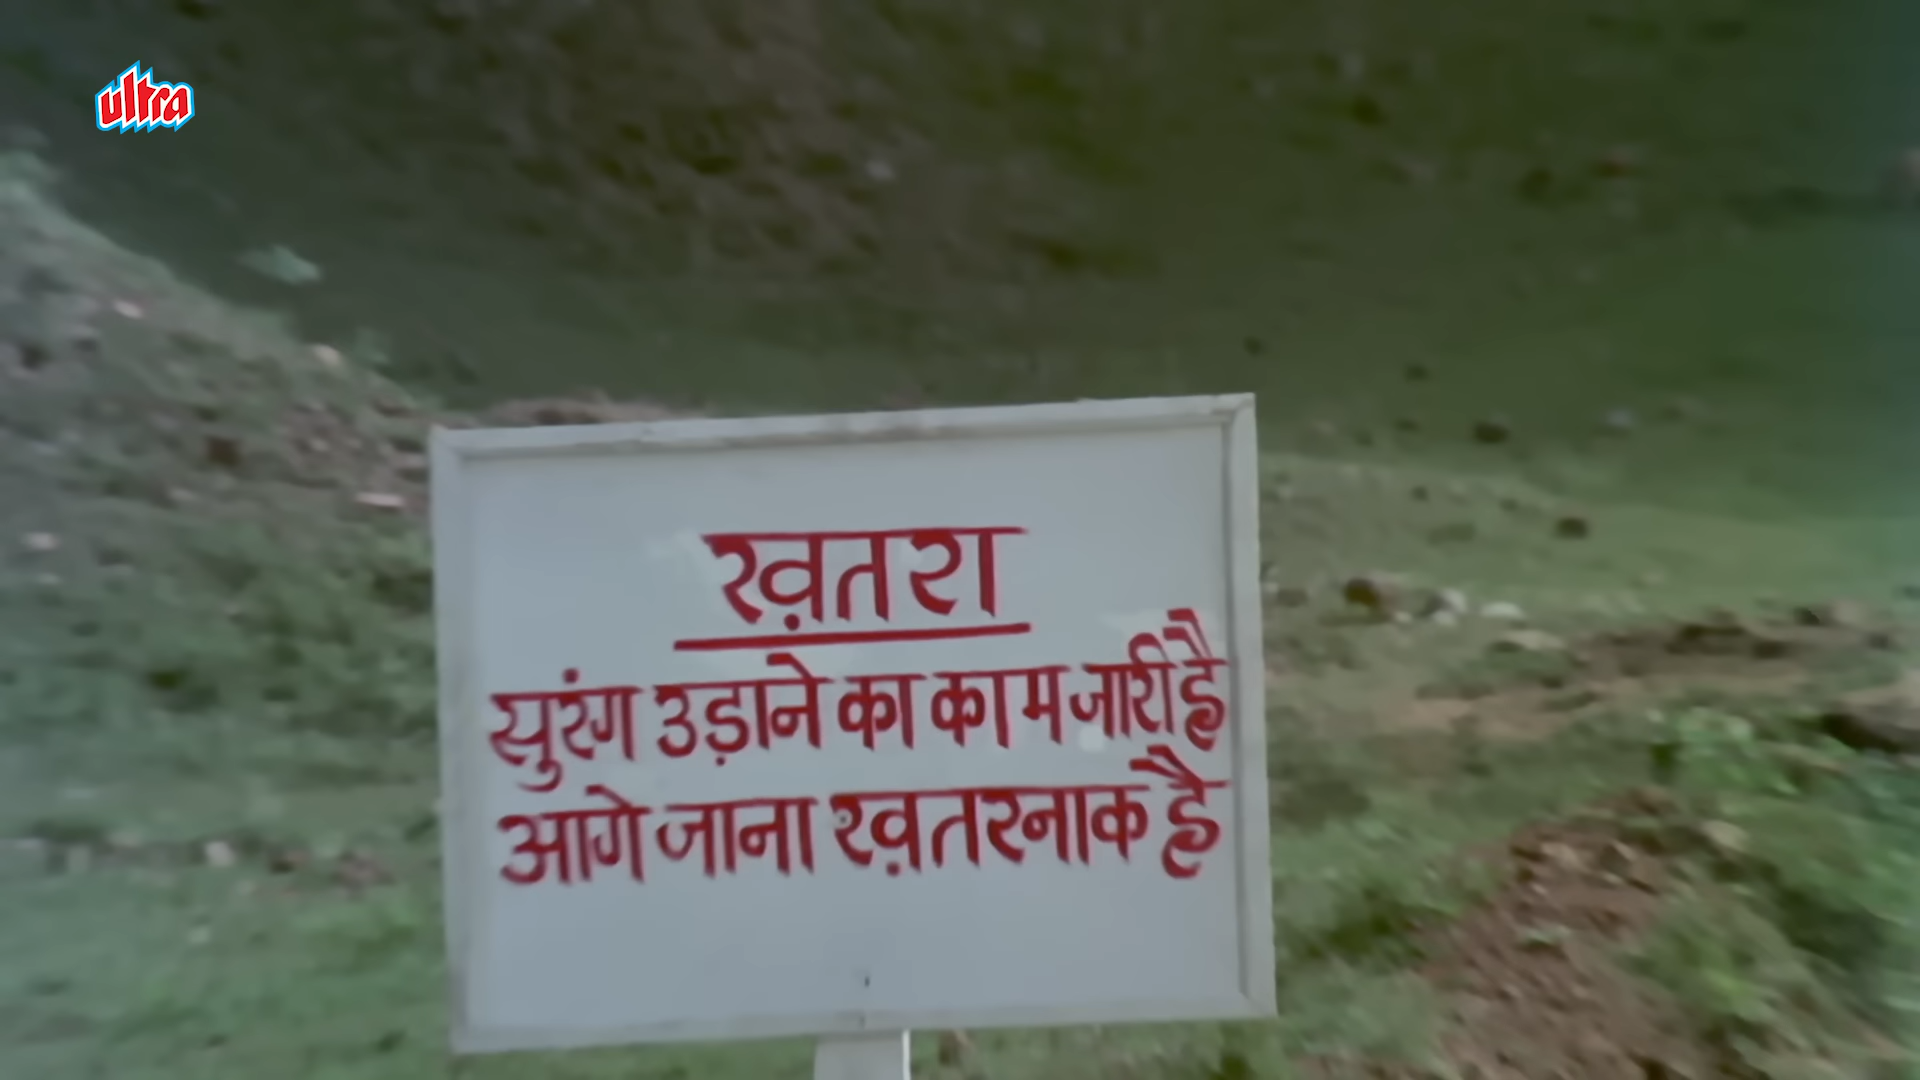 ultra
ख़तरा
सुरंग उड़ाने का काम जारी है
आगे जाना ख़तरनाक है